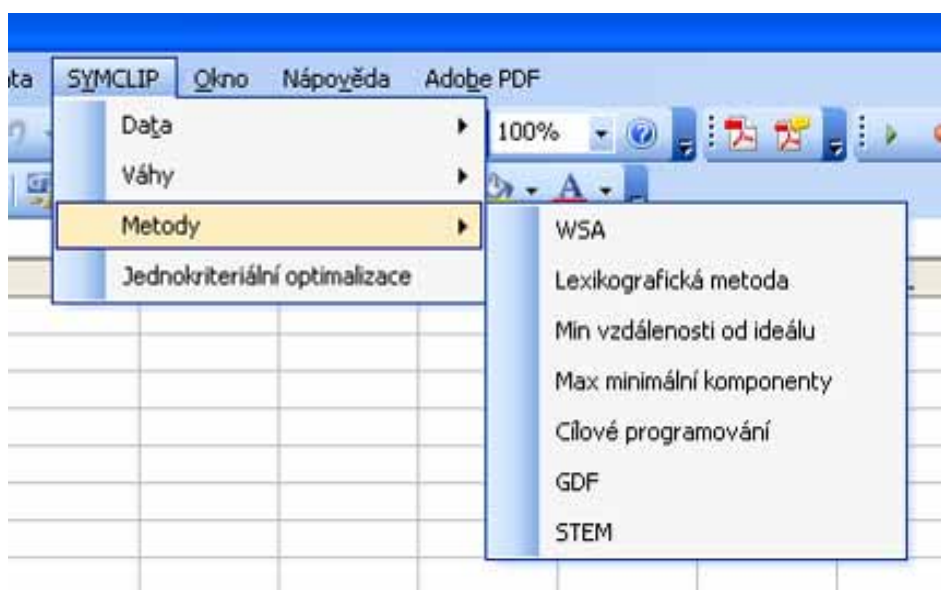 ta SYMCLIP Okno Nápověda Adobe PDF
Data
100%
Váhy
Metody
WSA
Jednokriteriální optimalizace
Lexikografická metoda
Min vzdálenosti od ideálu
Max minimální komponenty
Cílové programování
GDF
STEM